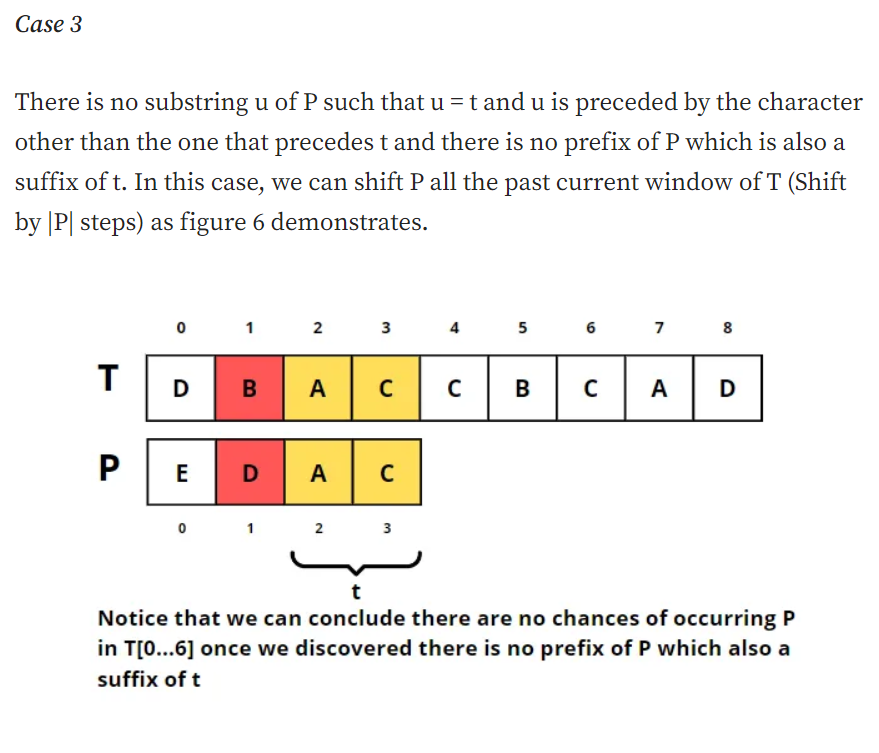 Case 3
There is no substring u of P such that u = t and u is preceded by the character
other than the one that precedes t and there is no prefix of P which is also a
suffix of t. In this case, we can shift P all the past current window of T (Shift
by |P| steps) as figure 6 demonstrates.
0 1 2 3 4 5 6 7 8
T D B A C C B C A D
P E D A C
0 1 2 3
t
Notice that we can conclude there are no chances of occurring P
in T[0...6] once we discovered there is no prefix of P which also a
suffix of t